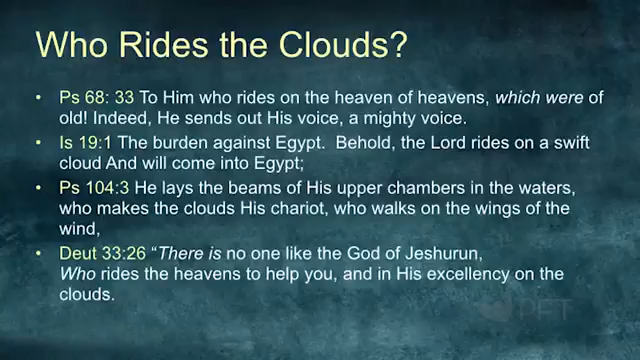 Who Rides the Clouds?
• Ps 68: 33 To Him who rides on the heaven of heavens, which were of
old! Indeed, He sends out His voice, a mighty voice.
• Is 19:1 The burden against Egypt. Behold, the Lord rides on a swift
cloud And will come into Egypt;
• Ps 104:3 He lays the beams of His upper chambers in the waters,
who makes the clouds His chariot, who walks on the wings of the
wind,
• Deut 33:26 “There is no one like the God of Jeshurun,
Who rides the heavens to help you, and in His excellency on the
clouds.
PFT